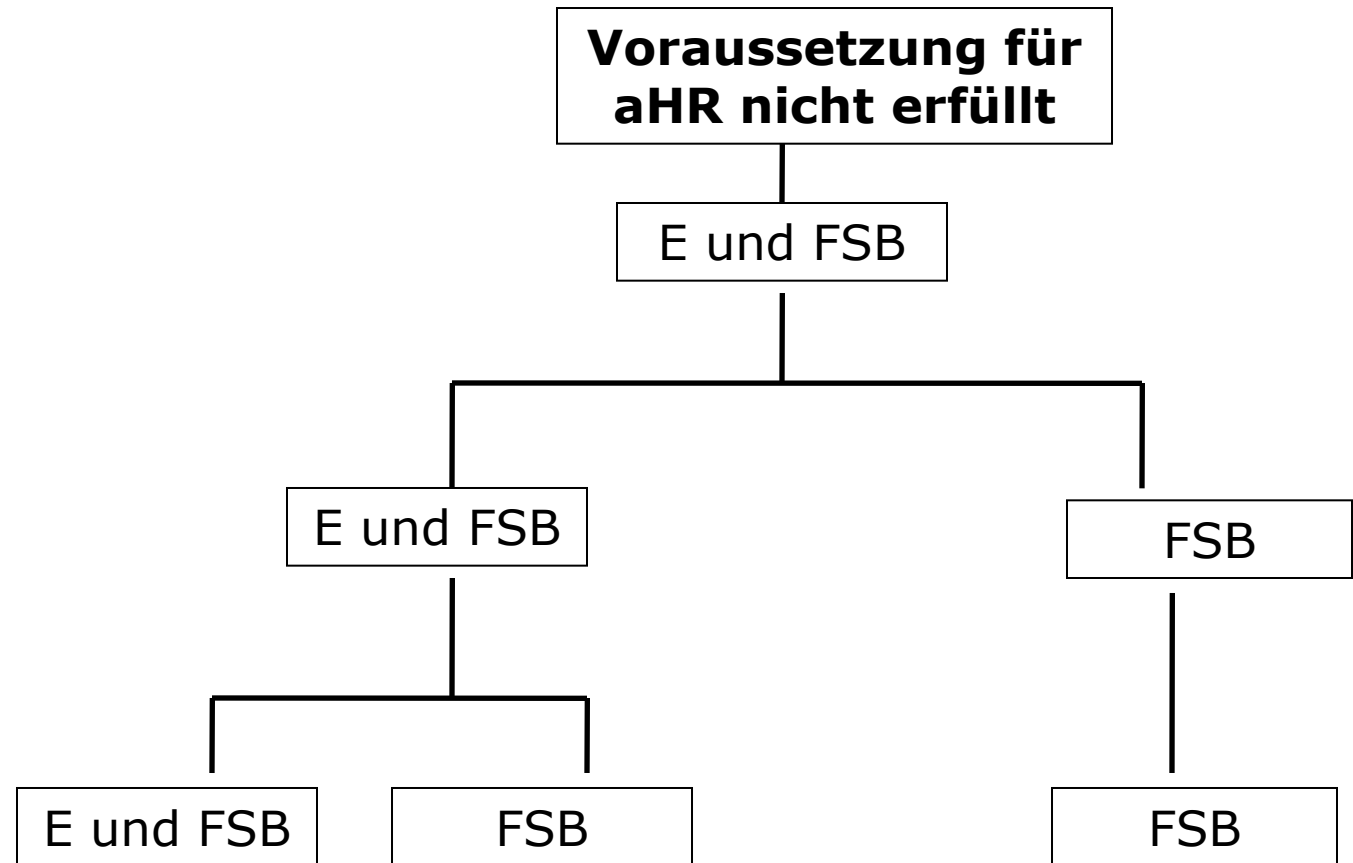 Voraussetzung für
aHR nicht erfüllt
E und FSB
E und FSB
FSB
E und FSB
FSB
FSB